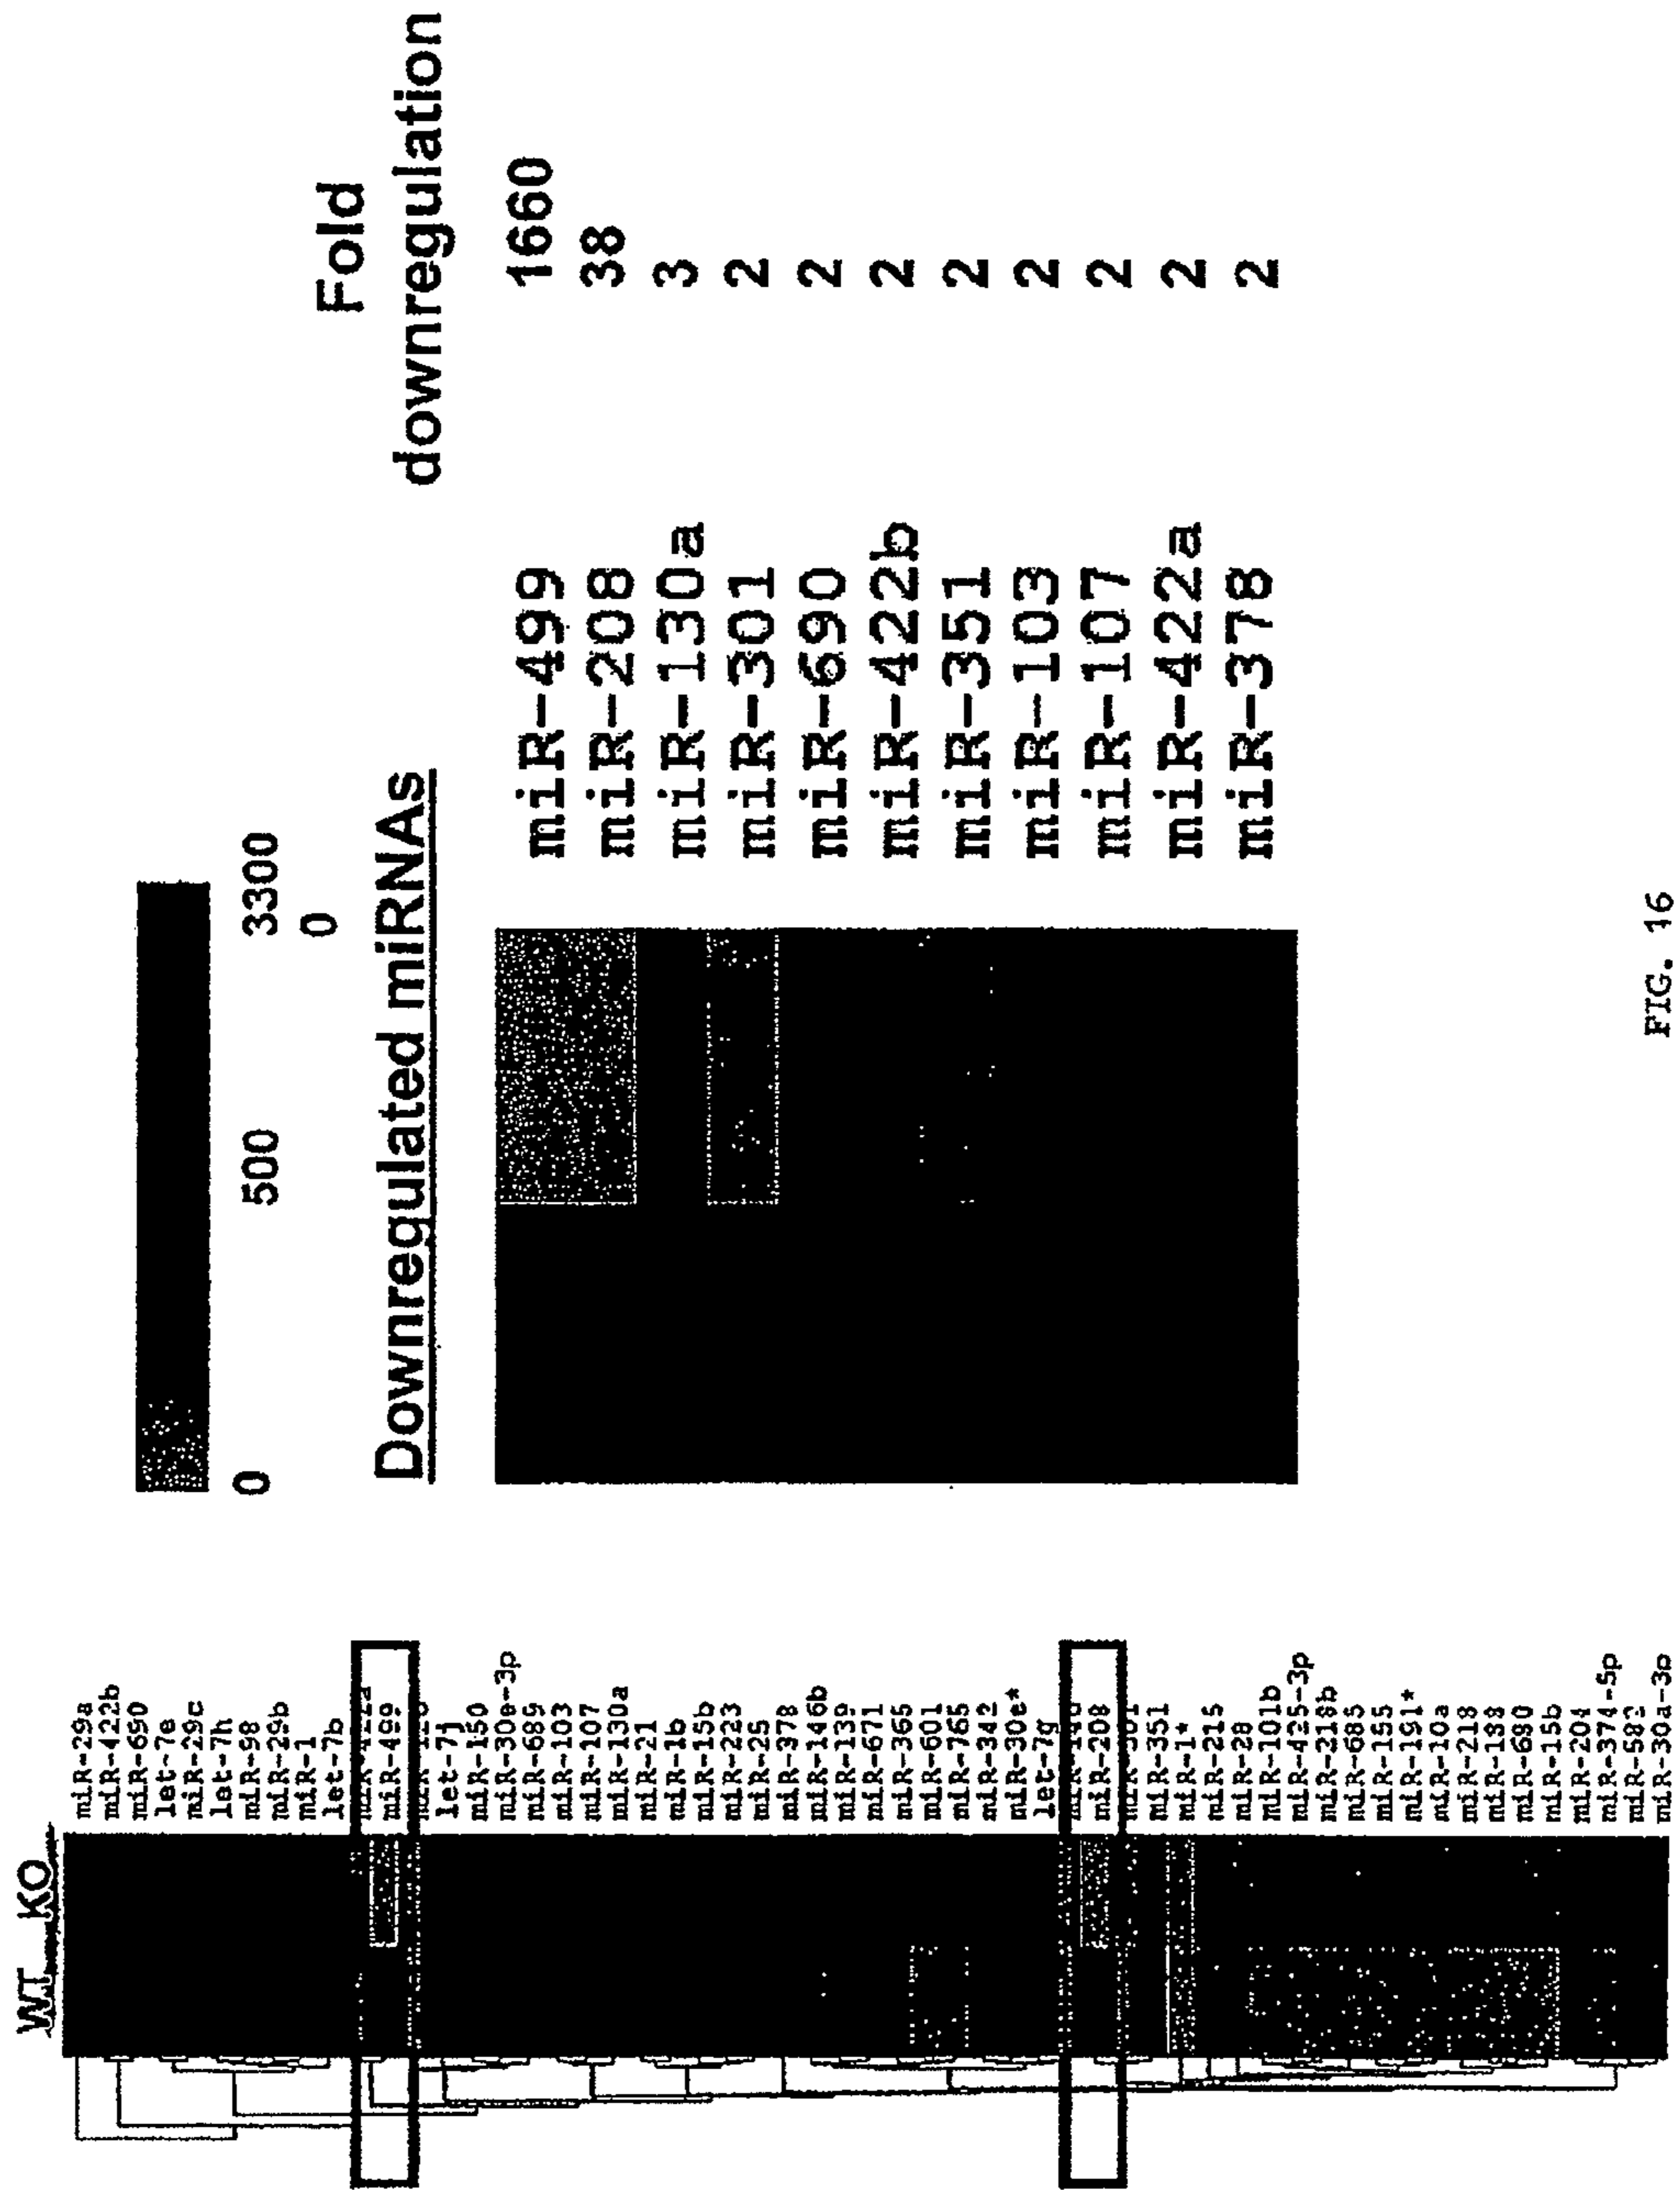 WT KO
miR-29a
miR-422b
miR-690
let-7e
miR-29c
let-7h
miR-98
miR-29b
miR-1
let-7b
miR-499
let-7j
miR-150
miR-30e-3p
miR-689
miR-103
miR-107
miR-130a
miR-21
miR-1b
miR-15b
miR-223
miR-25
miR-378
miR-146b
miR-139
miR-671
miR-365
miR-601
miR-765
miR-342
miR-30e*
let-7g
miR-208
miR-351
miR-1*
miR-215
miR-28
miR-101b
miR-425-3p
miR-218b
miR-685
miR-155
miR-191*
miR-10a
miR-218
miR-188
miR-680
miR-15b
miR-204
miR-374-5p
miR-582
miR-30a-3p
0 500 3300
0
Downregulated miRNAs
Fold
downregulation
miR-499 1660
miR-208 38
miR-130a 3
miR-301 2
miR-690 2
miR-422b 2
miR-351 2
miR-103 2
miR-107 2
miR-422a 2
miR-378 2
FIG. 16